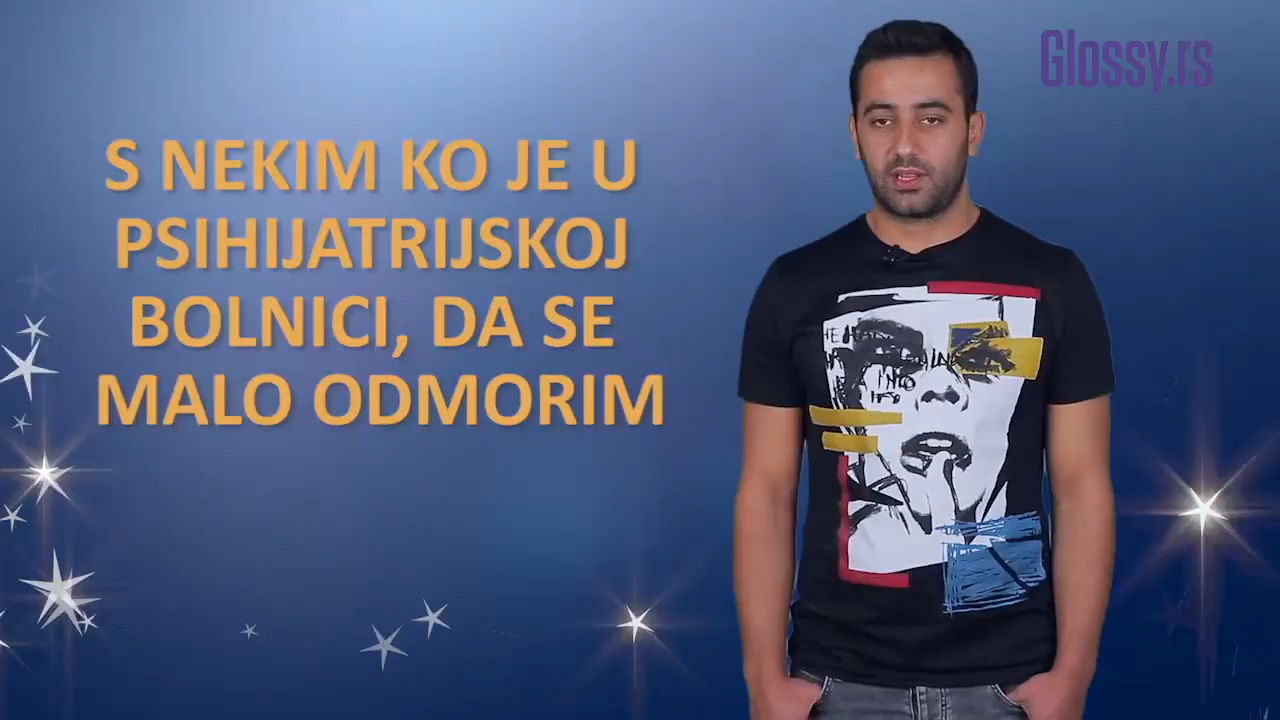 Glossy.rs
S NEKIM KO JE U
PSIHIJATRIJSKOJ
BOLNICI, DA SE
MALO ODMORIM